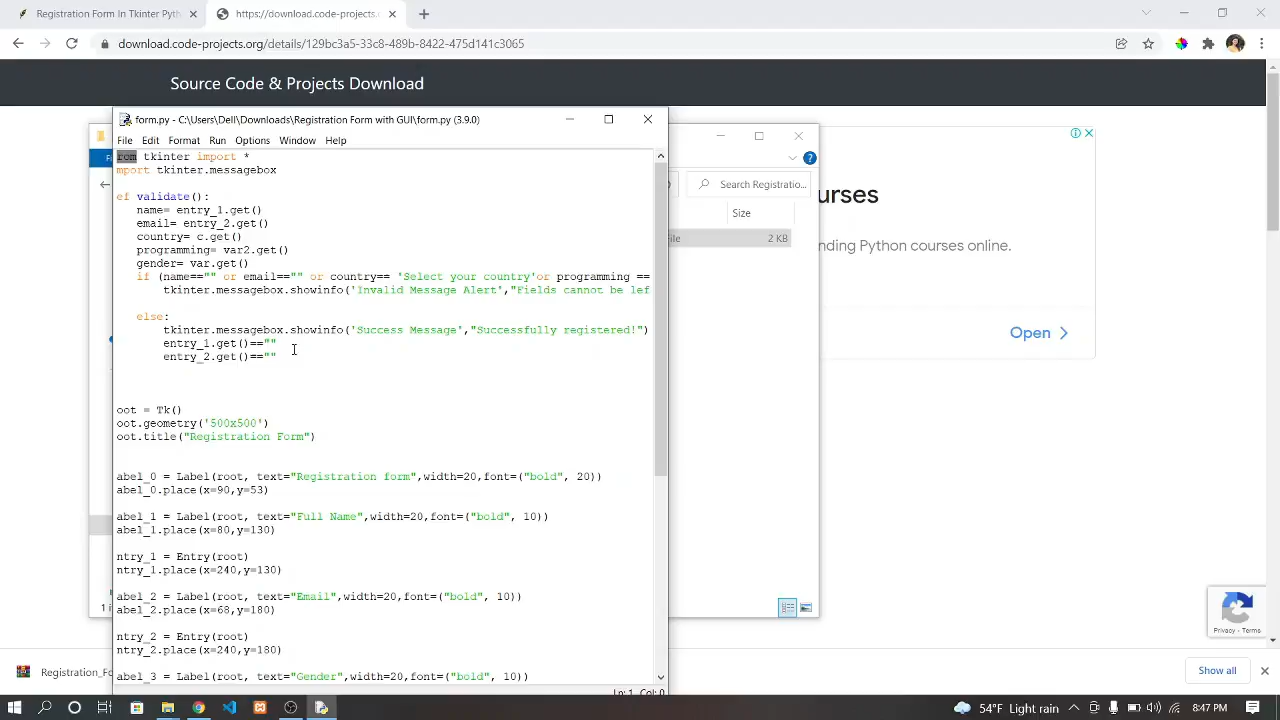 Registration Form In Tkinter Pyth
https://download.code-projects.
download.code-projects.org/details/129bc3a5-33c8-489b-8422-475d141c3065
Source Code & Projects Download
form.py - C:\Users\Dell\Downloads\Registration Form with GUI\form.py (3.9.0)
File Edit Format Run Options Window Help
rom tkinter import *
mport tkinter.messagebox
ef validate():
name= entry_1.get()
email= entry_2.get()
country= c.get()
programming= var2.get()
gender= var.get()
if (name=="" or email=="" or country== 'Select your country'or programming ==
tkinter.messagebox.showinfo('Invalid Message Alert',"Fields cannot be lef
else:
tkinter.messagebox.showinfo('Success Message',"Successfully registered!")
entry_1.get()==""
entry_2.get()==""
oot = Tk()
oot.geometry('500x500')
oot.title("Registration Form")
abel_0 = Label(root, text="Registration form",width=20,font=("bold", 20))
abel_0.place(x=90,y=53)
abel_1 = Label(root, text="Full Name",width=20,font=("bold", 10))
abel_1.place(x=80,y=130)
ntry_1 = Entry(root)
ntry_1.place(x=240,y=130)
abel_2 = Label(root, text="Email",width=20,font=("bold", 10))
abel_2.place(x=68,y=180)
ntry_2 = Entry(root)
ntry_2.place(x=240,y=180)
abel_3 = Label(root, text="Gender",width=20,font=("bold", 10))
Ln: 1 Col: 0
Search Registratio...
Size
File 2 KB
urses
nding Python courses online.
Open
Privacy - Terms
Registration_Fo
Show all
54°F Light rain
8:47 PM